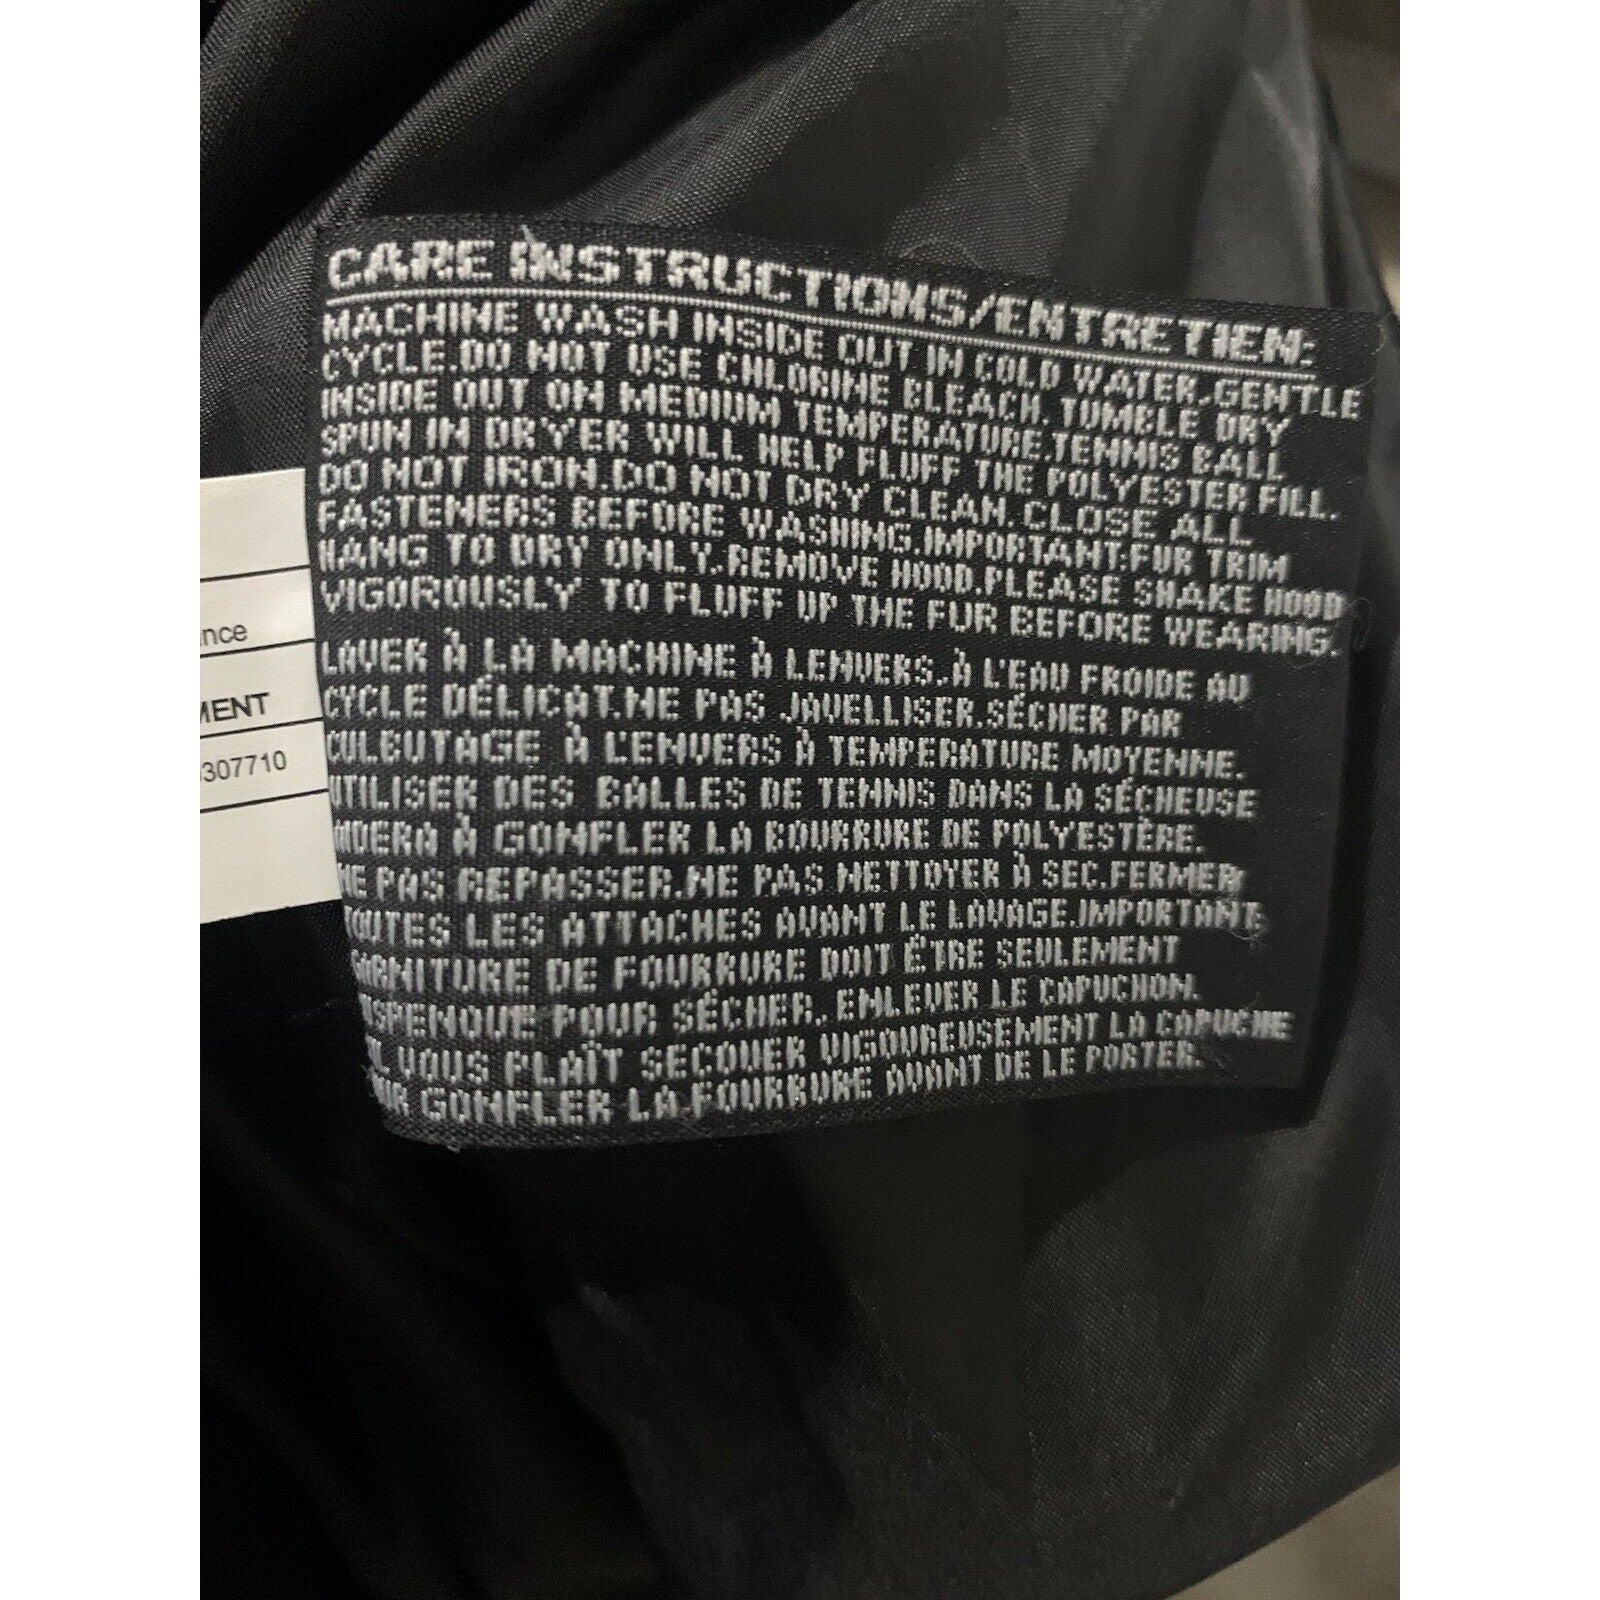 CARE INSTRUCTIONS/ENTRETIEN:
MACHINE WASH INSIDE OUT IN COLD WATER,GENTLE
CYCLE.DO NOT USE CHLORINE BLEACH. TUMBLE DRY
INSIDE OUT ON MEDIUM TEMPERATURE.TENNIS BALL
SPUN IN DRYER WILL HELP FLUFF THE POLYESTER FILL.
DO NOT IRON.DO NOT DRY CLEAN.CLOSE ALL
FASTENERS BEFORE WASHING.IMPORTANT:FUR TRIM
HANG TO DRY ONLY.REMOVE HOOD.PLEASE SHAKE HOOD
VIGOROUSLY TO FLUFF UP THE FUR BEFORE WEARING.
LAVER À LA MACHINE À LENVERS.À L'EAU FROIDE AU
CYCLE DÉLICAT.NE PAS JAVELLISER.SÉCHER PAR
CULBUTAGE À L'ENVERS À TEMPERATURE MOYENNE.
UTILISER DES BALLES DE TENNIS DANS LA SÉCHEUSE
AIDERA À GONFLER LA BOURRURE DE POLYESTÈRE.
NE PAS REPASSER.NE PAS NETTOYER À SEC.FERMER
TOUTES LES ATTACHES AVANT LE LAVAGE.IMPORTANT:
GARNITURE DE FOURRURE DOIT ÊTRE SEULEMENT
POUR SÉCHER. ENLEVER LE CAPUCHON.
VOUS PLAÎT SECOUER VIGOUREUSEMENT LA CAPUCHE
GONFLER LA FOURRURE AVANT DE LE PORTER.
nce
MENT
307710